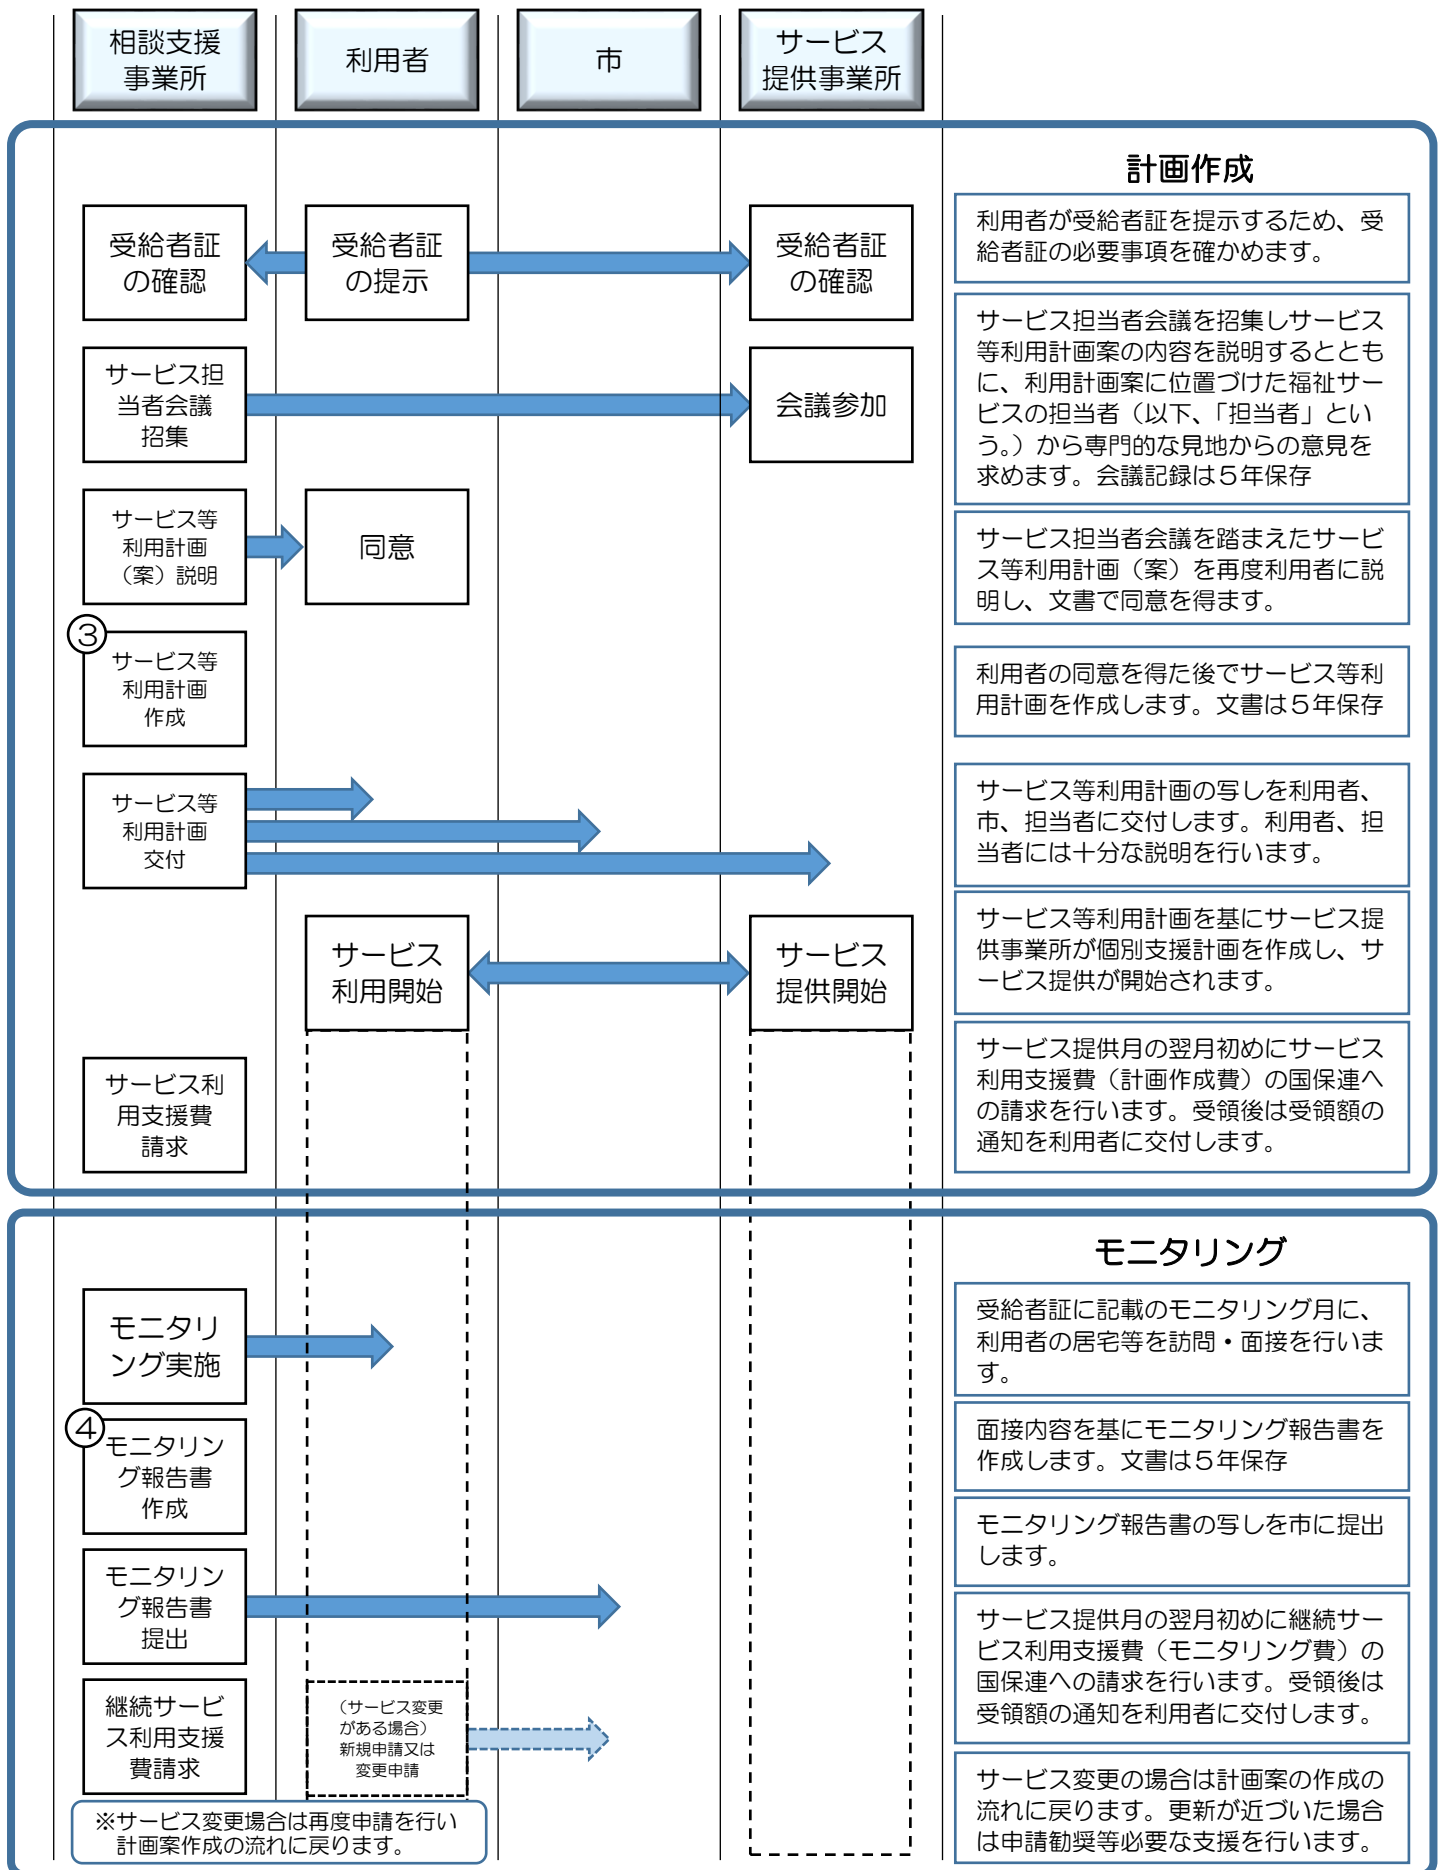 相談支援
事業所
利用者
市
サービス
提供事業所
計画作成
受給者証
の確認
受給者証
の提示
受給者証
の確認
利用者が受給者証を提示するため、受
給者証の必要事項を確かめます。
サービス担
当者会議
招集
会議参加
サービス担当者会議を招集しサービス
等利用計画案の内容を説明するととも
に、利用計画案に位置づけた福祉サー
ビスの担当者（以下、「担当者」とい
う。）から専門的な見地からの意見を
求めます。会議記録は５年保存
サービス等
利用計画
（案）説明
同意
サービス担当者会議を踏まえたサービ
ス等利用計画（案）を再度利用者に説
明し、文書で同意を得ます。
③
サービス等
利用計画
作成
利用者の同意を得た後でサービス等利
用計画を作成します。文書は５年保存
サービス等
利用計画
交付
サービス等利用計画の写しを利用者、
市、担当者に交付します。利用者、担
当者には十分な説明を行います。
サービス
利用開始
サービス
提供開始
サービス等利用計画を基にサービス提
供事業所が個別支援計画を作成し、サ
ービス提供が開始されます。
サービス利
用支援費
請求
サービス提供月の翌月初めにサービス
利用支援費（計画作成費）の国保連へ
の請求を行います。受領後は受領額の
通知を利用者に交付します。
モニタリング
モニタリ
ング実施
受給者証に記載のモニタリング月に、
利用者の居宅等を訪問・面接を行いま
す。
④
モニタリン
グ報告書
作成
面接内容を基にモニタリング報告書を
作成します。文書は５年保存
モニタリング報告書の写しを市に提出
します。
モニタリン
グ報告書
提出
サービス提供月の翌月初めに継続サー
ビス利用支援費（モニタリング費）の
国保連への請求を行います。受領後は
受領額の通知を利用者に交付します。
継続サービ
ス利用支援
費請求
（サービス変更
がある場合）
新規申請又は
変更申請
サービス変更の場合は計画案の作成の
流れに戻ります。更新が近づいた場合
は申請勧奨等必要な支援を行います。
※サービス変更場合は再度申請を行い
計画案作成の流れに戻ります。